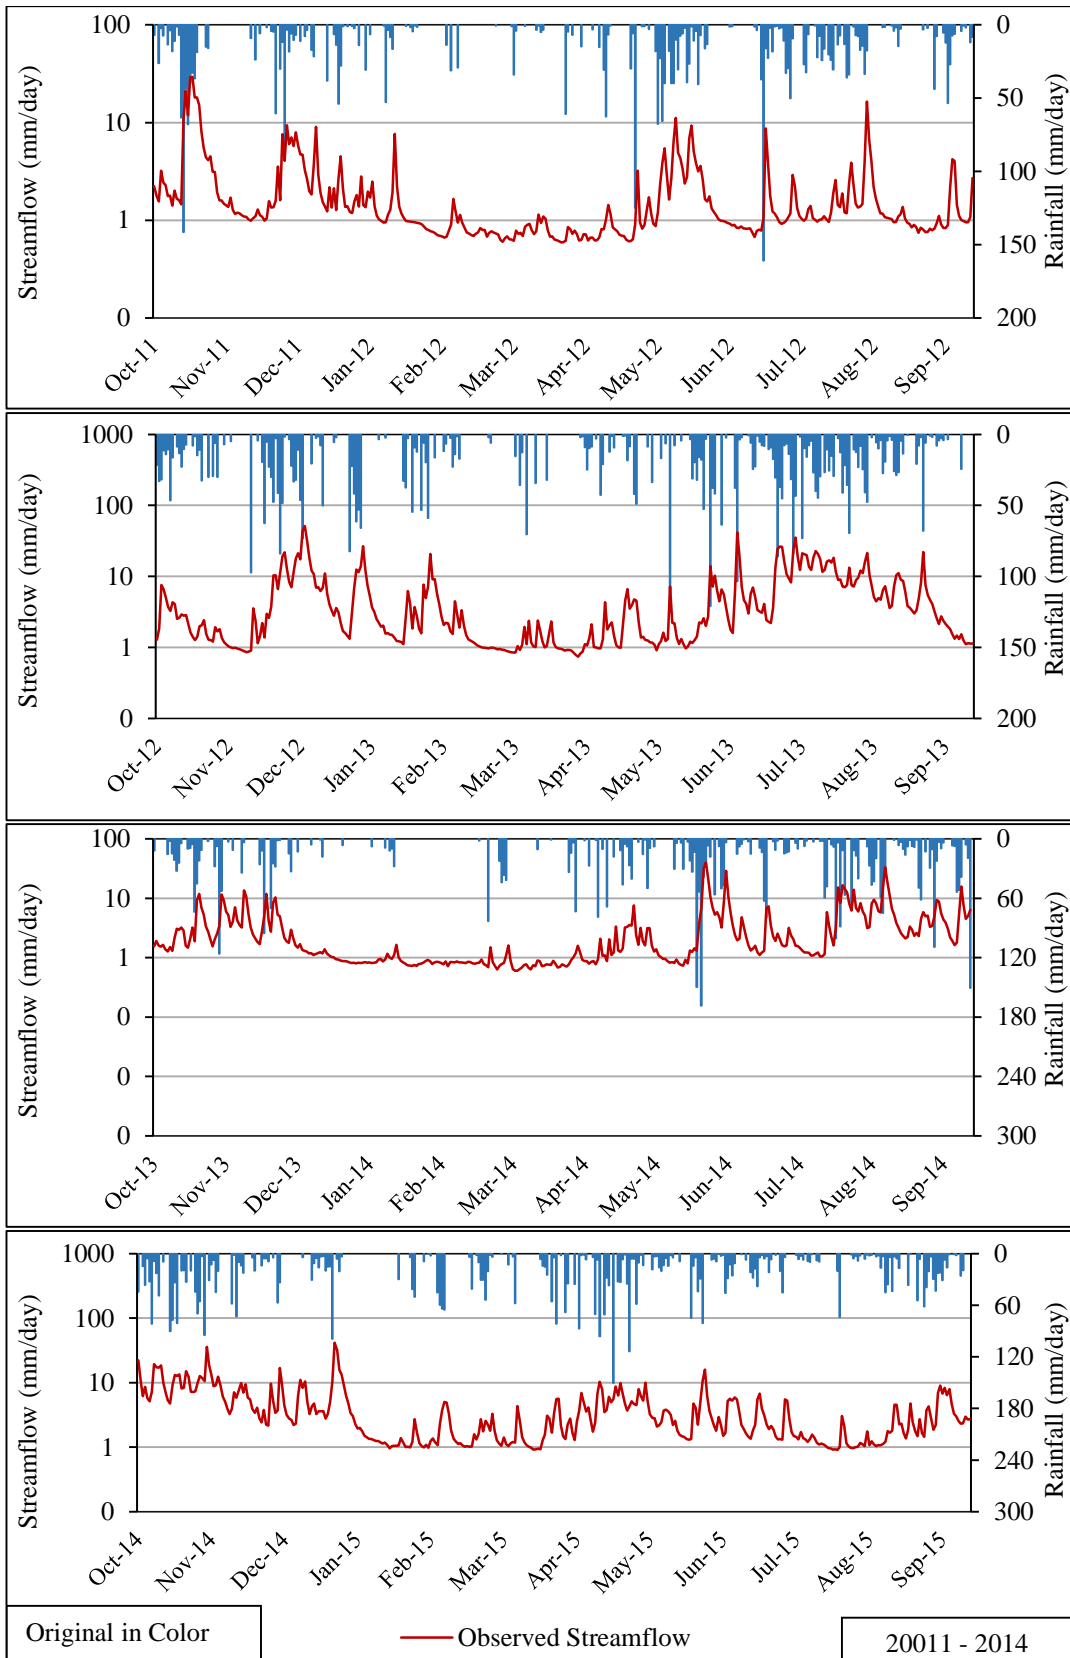 Streamflow (mm/day)
100
10
1
0
0
50
100
150
200
Rainfall (mm/day)
Oct-11
Nov-11
Dec-11
Jan-12
Feb-12
Mar-12
Apr-12
May-12
Jun-12
Jul-12
Aug-12
Sep-12
Streamflow (mm/day)
1000
100
10
1
0
0
50
100
150
200
Rainfall (mm/day)
Oct-12
Nov-12
Dec-12
Jan-13
Feb-13
Mar-13
Apr-13
May-13
Jun-13
Jul-13
Aug-13
Sep-13
Streamflow (mm/day)
100
10
1
0
0
0
0
60
120
180
240
300
Rainfall (mm/day)
Oct-13
Nov-13
Dec-13
Jan-14
Feb-14
Mar-14
Apr-14
May-14
Jun-14
Jul-14
Aug-14
Sep-14
Streamflow (mm/day)
1000
100
10
1
0
0
60
120
180
240
300
Rainfall (mm/day)
Oct-14
Nov-14
Dec-14
Jan-15
Feb-15
Mar-15
Apr-15
May-15
Jun-15
Jul-15
Aug-15
Sep-15
Original in Color
Observed Streamflow
20011 - 2014